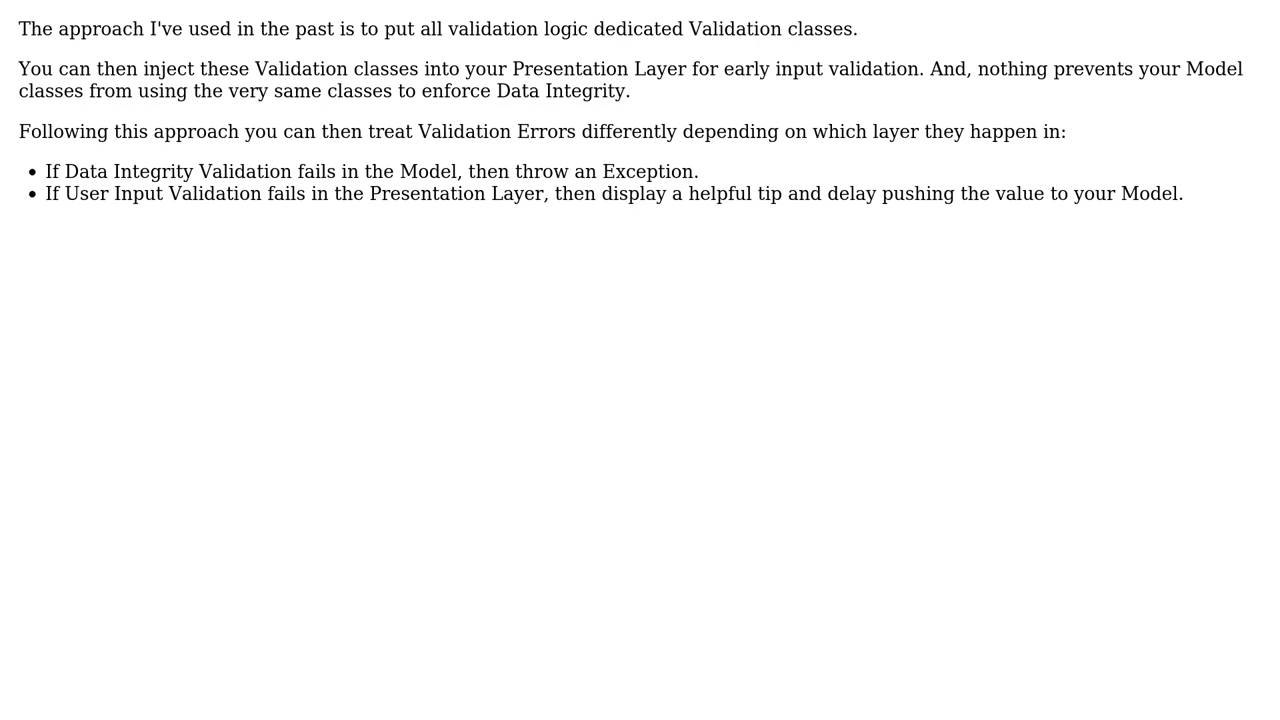 The approach I've used in the past is to put all validation logic dedicated Validation classes.
You can then inject these Validation classes into your Presentation Layer for early input validation. And, nothing prevents your Model
classes from using the very same classes to enforce Data Integrity.
Following this approach you can then treat Validation Errors differently depending on which layer they happen in:
• If Data Integrity Validation fails in the Model, then throw an Exception.
• If User Input Validation fails in the Presentation Layer, then display a helpful tip and delay pushing the value to your Model.